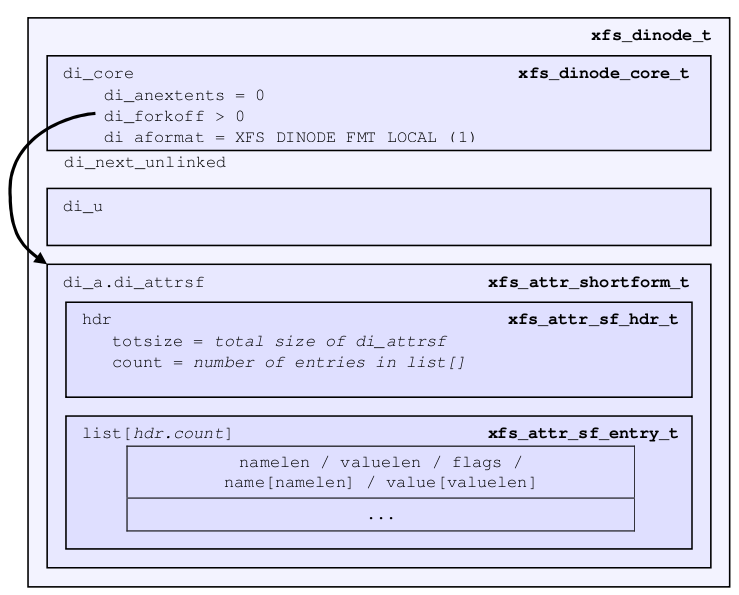 xfs_dinode_t
di_core xfs_dinode_core_t
di_anextents = 0
di_forkoff > 0
di_aformat = XFS_DINODE_FMT_LOCAL (1)
di_next_unlinked
di_u
di_a.di_attrsf xfs_attr_shortform_t
hdr xfs_attr_sf_hdr_t
totsize = total size of di_attrsf
count = number of entries in list[]
list[hdr.count] xfs_attr_sf_entry_t
namelen / valuelen / flags /
name[namelen] / value[valuelen]
...